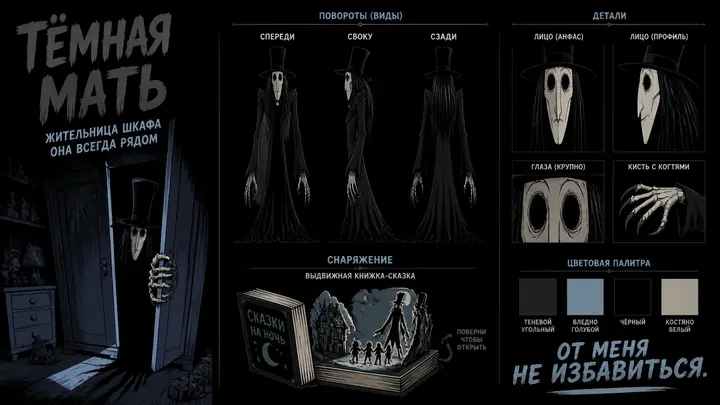 ТЁМНАЯ
МАТЬ
ЖИТЕЛЬНИЦА ШКАФА
ОНА ВСЕГДА РЯДОМ
ПОВОРОТЫ (ВИДЫ)
СПЕРЕДИ
СВОКУ
СЗАДИ
СНАРЯЖЕНИЕ
ВЫДВИЖНАЯ КНИЖКА-СКАЗКА
СКАЗКИ
НА НОЧЬ
ПОВЕРНИ
ЧТОБЫ
ОТКРЫТЬ
ДЕТАЛИ
ЛИЦО (АНФАС)
ЛИЦО (ПРОФИЛЬ)
ГЛАЗА (КРУПНО)
КИСТЬ С КОГТЯМИ
ЦВЕТОВАЯ ПАЛИТРА
ТЕНЕВОЙ
УГОЛЬНЫЙ
БЛЕДНО
ГОЛУБОЙ
ЧЁРНЫЙ
КОСТЯНО
БЕЛЫЙ
ОТ МЕНЯ
НЕ ИЗБАВИТЬСЯ.